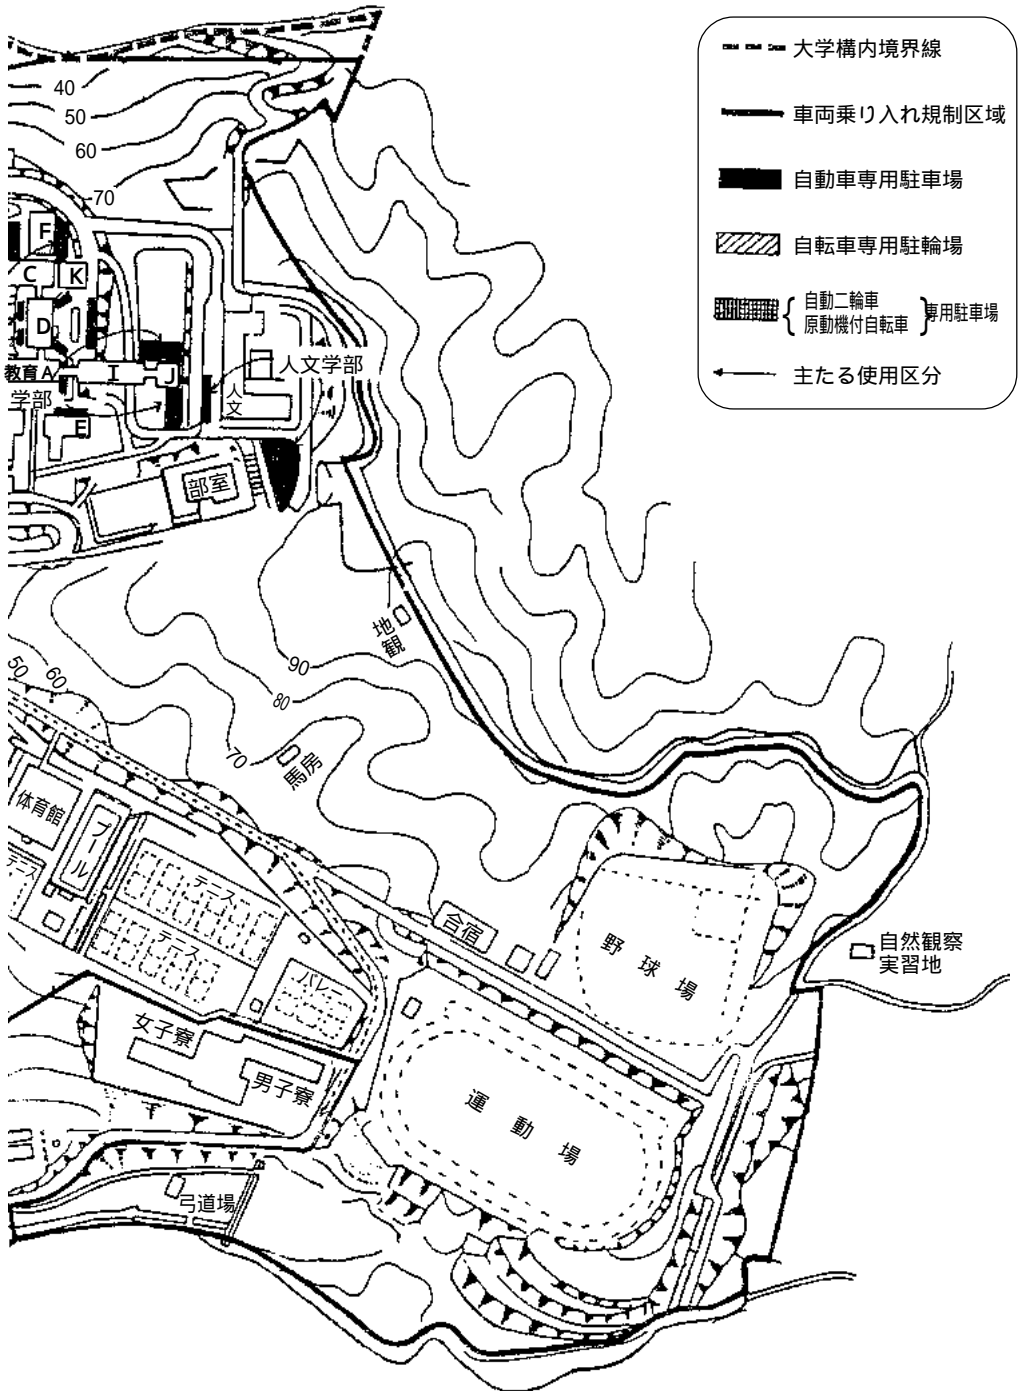 大学構内境界線
車両乗り入れ規制区域
自動車専用駐車場
自転車専用駐輪場
自動二輪車
原動機付自転車
専用駐車場
主たる使用区分
40
50
60
70
F
C
K
D
教育A
I
J
学部
E
人文学部
人文
部室
地観
90
80
70
50
60
馬房
体育館
プール
テニス
テニス
テニス
バレー
合宿
野球場
自然観察
実習地
女子寮
男子寮
運動場
弓道場